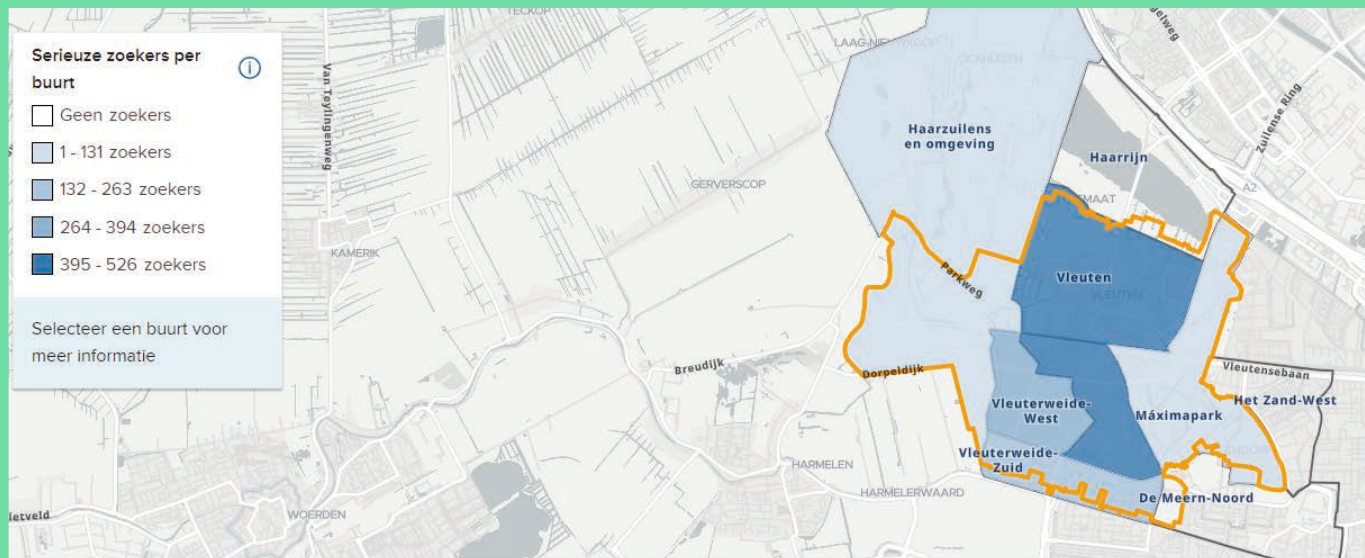 Serieuze zoekers per
buurt
Geen zoekers
1 - 131 zoekers
132 - 263 zoekers
264 - 394 zoekers
395 - 526 zoekers
Selecteer een buurt voor
meer informatie
TECKOP
Van Teylingenweg
KAMERIK
GERVERSCOP
Haarzuilens
en omgeving
Haarrijn
Zuilense Ring
A2
Vleuten
VLEUTEN
Parkweg
Breudijk
Dorpeldijk
Vleutensebaan
Het Zand-West
Vleuterweide-
West
Máximapark
Vleuterweide-
Zuid
De Meern-Noord
HARMELEN
HARMELERWAARD
WOERDEN